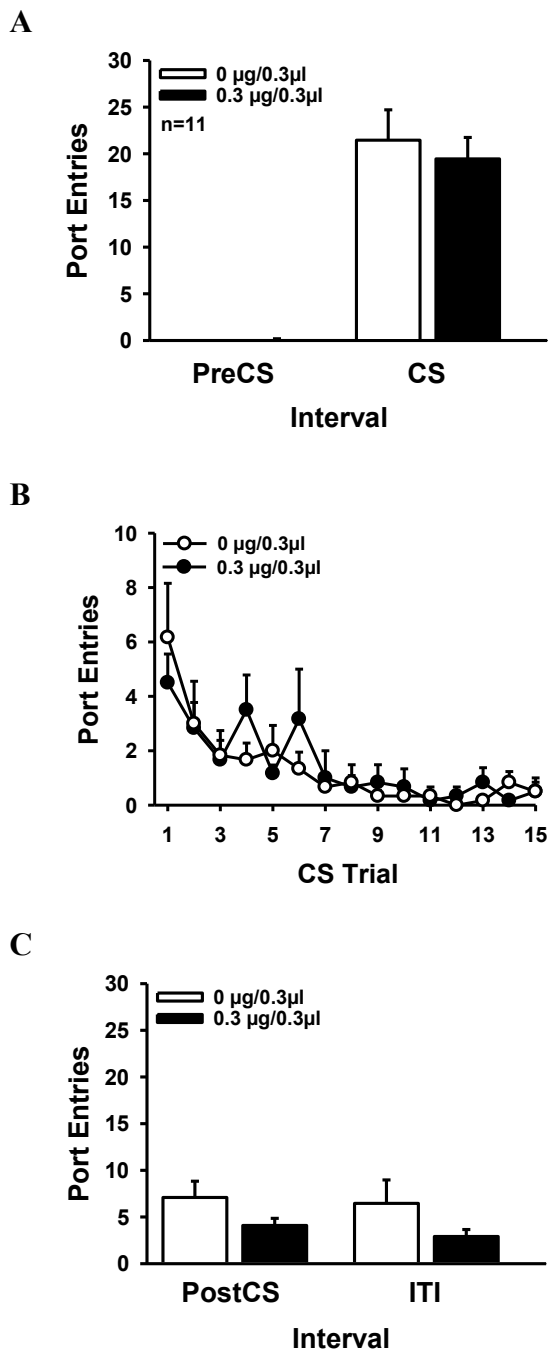 A
30
25
20
15
10
5
0
Port Entries
0 µg/0.3µl
0.3 µg/0.3µl
n=11
PreCS CS
Interval
B
10
8
6
4
2
0
Port Entries
0 µg/0.3µl
0.3 µg/0.3µl
1 3 5 7 9 11 13 15
CS Trial
C
30
25
20
15
10
5
0
Port Entries
0 µg/0.3µl
0.3 µg/0.3µl
PostCS ITI
Interval